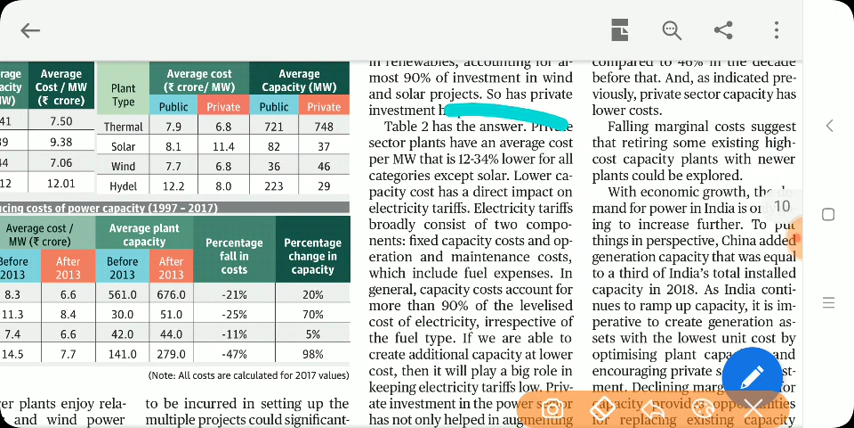 rage
Average
acity
Cost / MW
W)
(₹ crore)
41 7.50
39 9.38
44 7.06
12 12.01
Plant Type
Average cost (₹ crore/ MW)
Average Capacity (MW)
Public Private Public Private
Thermal 7.9 6.8 721 748
Solar 8.1 11.4 82 37
Wind 7.7 6.8 36 46
Hydel 12.2 8.0 223 29
ucing costs of power capacity (1997 - 2017)
Average cost / MW (₹ crore)
Average plant capacity
Percentage fall in costs
Percentage change in capacity
Before 2013 After 2013 Before 2013 After 2013
8.3 6.6 561.0 676.0 -21% 20%
11.3 8.4 30.0 51.0 -25% 70%
7.4 6.6 42.0 44.0 -11% 5%
14.5 7.7 141.0 279.0 -47% 98%
(Note: All costs are calculated for 2017 values)
er plants enjoy rela-
and wind power
to be incurred in setting up the
multiple projects could significant-
in renewables, accounting for al-
most 90% of investment in wind
and solar projects. So has private
investment
Table 2 has the answer. Private
sector plants have an average cost
per MW that is 12-34% lower for all
categories except solar. Lower ca-
pacity cost has a direct impact on
electricity tariffs. Electricity tariffs
broadly consist of two compo-
nents: fixed capacity costs and op-
eration and maintenance costs,
which include fuel expenses. In
general, capacity costs account for
more than 90% of the levelised
cost of electricity, irrespective of
the fuel type. If we are able to
create additional capacity at lower
cost, then it will play a big role in
keeping electricity tariffs low. Priv-
ate investment in the power sector
has not only helped in augmenting
compared to 46% in the decade
before that. And, as indicated pre-
viously, private sector capacity has
lower costs.
Falling marginal costs suggest
that retiring some existing high-
cost capacity plants with newer
plants could be explored.
With economic growth, the de-
mand for power in India is on
ing to increase further. To put
things in perspective, China added
generation capacity that was equal
to a third of India's total installed
capacity in 2018. As India conti-
nues to ramp up capacity, it is im-
perative to create generation as-
sets with the lowest unit cost by
optimising plant and
encouraging private
ment. Declining for
capacity provides opportunities
for replacing existing capacity
10